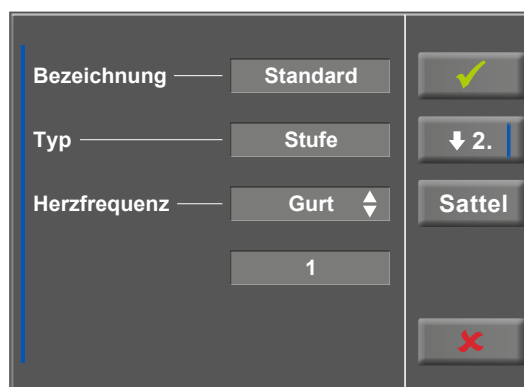 Bezeichnung Standard
Typ Stufe
Herzfrequenz Gurt
1
2.
Sattel